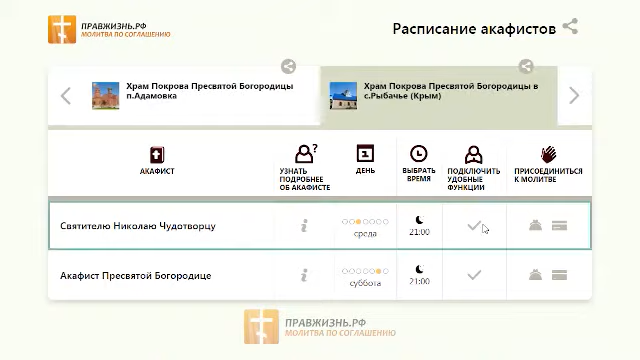 ПРАВЖИЗНЬ.РФ
МОЛИТВА ПО СОГЛАШЕНИЮ
Расписание акафистов
Храм Покрова Пресвятой Богородицы
п.Адамовка
Храм Покрова Пресвятой Богородицы в
с.Рыбачье (Крым)
АКАФИСТ
?
УЗНАТЬ
ПОДРОБНЕЕ
ОБ АКАФИСТЕ
1
ДЕНЬ
ВЫБРАТЬ
ВРЕМЯ
ПОДКЛЮЧИТЬ
УДОБНЫЕ
ФУНКЦИИ
ПРИСОЕДИНИТЬСЯ
К МОЛИТВЕ
Святителю Николаю Чудотворцу
i
среда
21:00
Акафист Пресвятой Богородице
i
суббота
21:00
ПРАВЖИЗНЬ.РФ
МОЛИТВА ПО СОГЛАШЕНИЮ